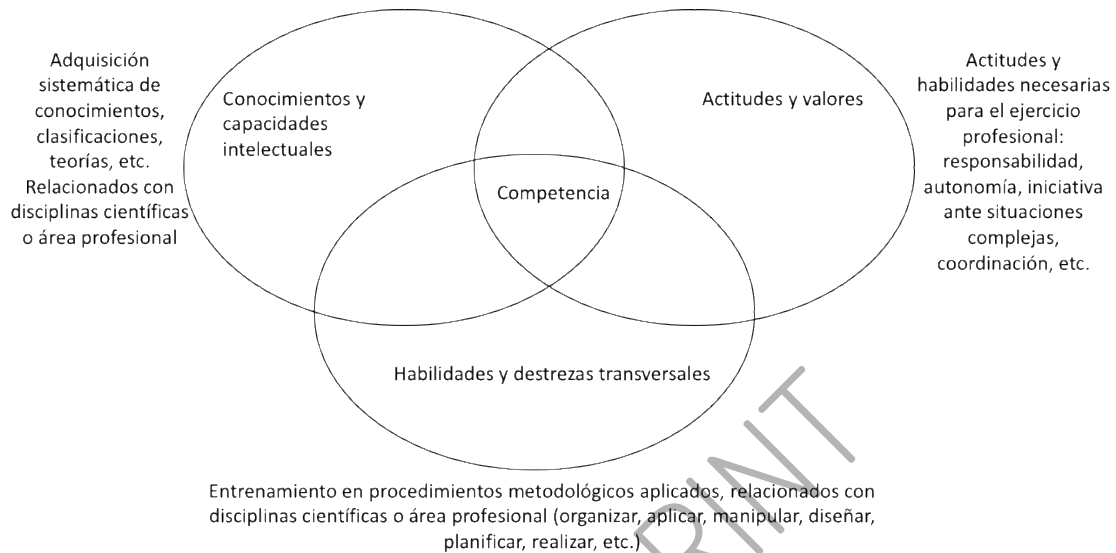 Adquisición
sistemática de
conocimientos,
clasificaciones,
teorías, etc.
Relacionados con
disciplinas científicas
o área profesional
Conocimientos y
capacidades
intelectuales
Actitudes y valores
Actitudes y
habilidades necesarias
para el ejercicio
profesional:
responsabilidad,
autonomía, iniciativa
ante situaciones
complejas,
coordinación, etc.
Competencia
Habilidades y destrezas transversales
Entrenamiento en procedimientos metodológicos aplicados, relacionados con
disciplinas científicas o área profesional (organizar, aplicar, manipular, diseñar,
planificar, realizar, etc.)
RINT